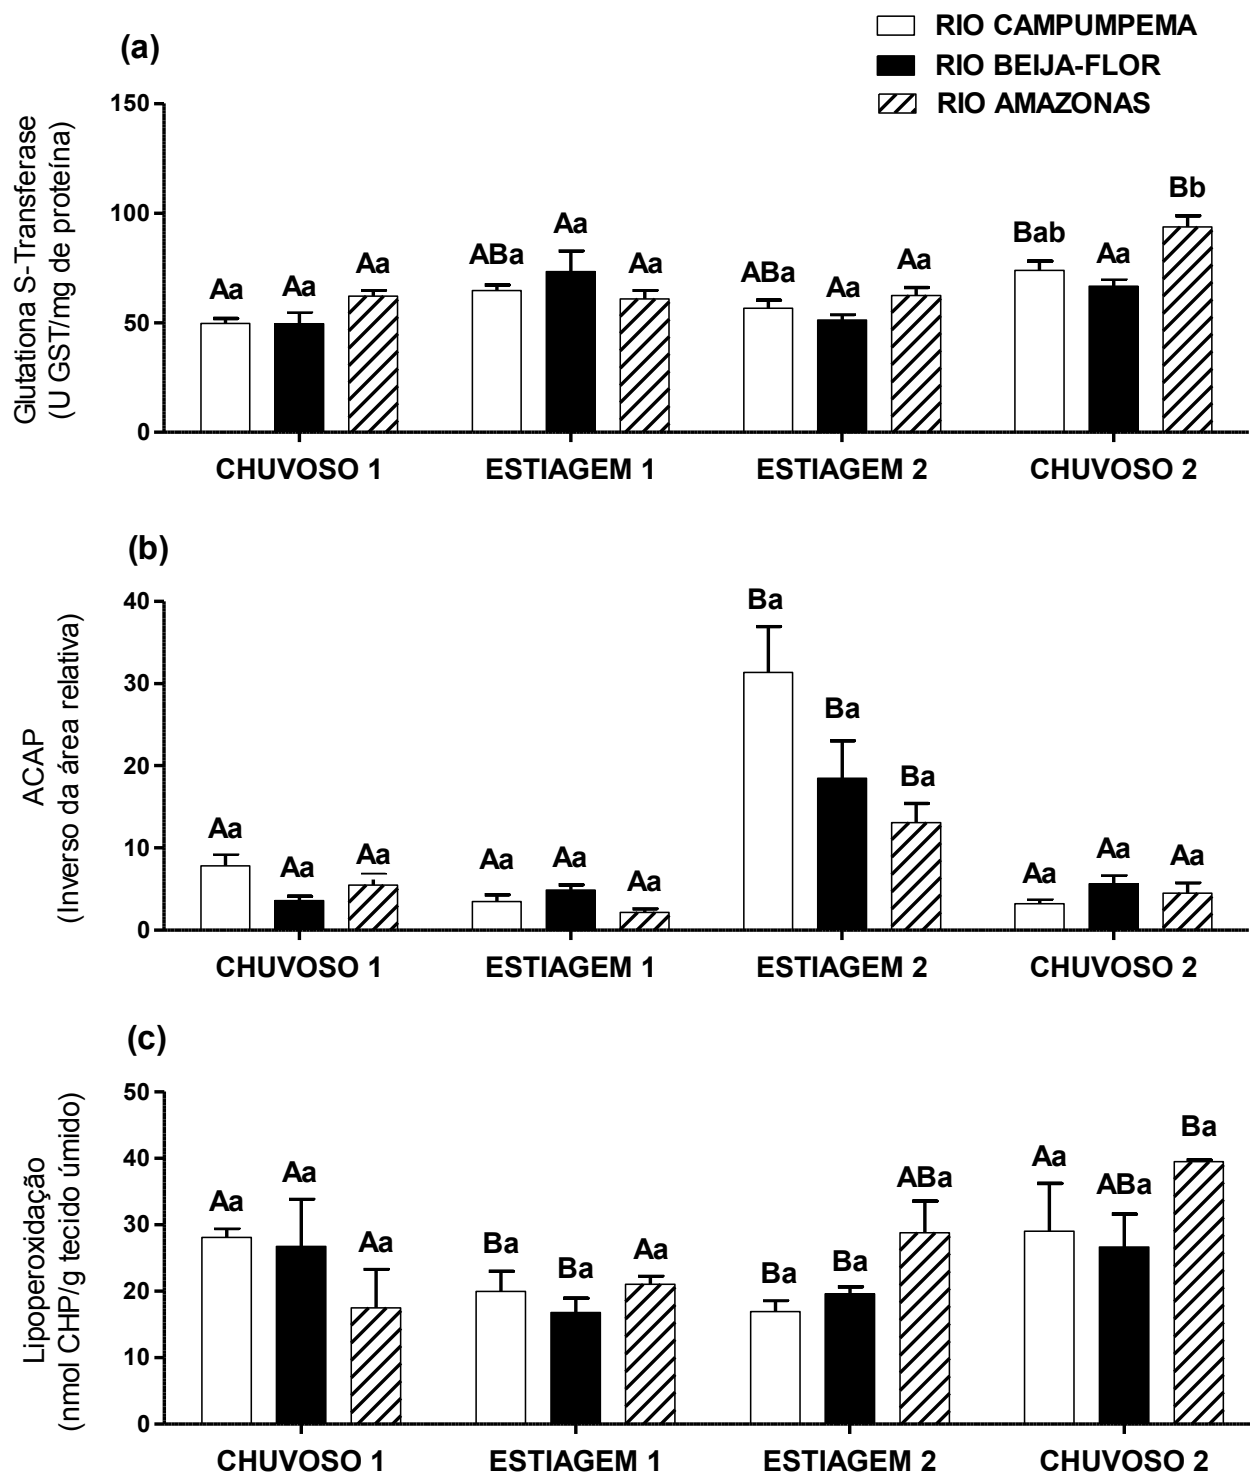 (a)
RIO CAMPUMPEMA
RIO BEIJA-FLOR
RIO AMAZONAS
Glutationa S-Transferase
(U GST/mg de proteína)
150
100
50
0
Aa Aa Aa ABa Aa Aa ABa Aa Aa Bab Aa Bb
CHUVOSO 1 ESTIAGEM 1 ESTIAGEM 2 CHUVOSO 2
(b)
ACAP
(Inverso da área relativa)
40
30
20
10
0
Aa Aa Aa Aa Aa Aa Ba Ba Ba Aa Aa Aa
CHUVOSO 1 ESTIAGEM 1 ESTIAGEM 2 CHUVOSO 2
(c)
Lipoperoxidação
(nmol CHP/g tecido úmido)
50
40
30
20
10
0
Aa Aa Aa Ba Ba Aa Ba Ba ABa Aa ABa Ba
CHUVOSO 1 ESTIAGEM 1 ESTIAGEM 2 CHUVOSO 2